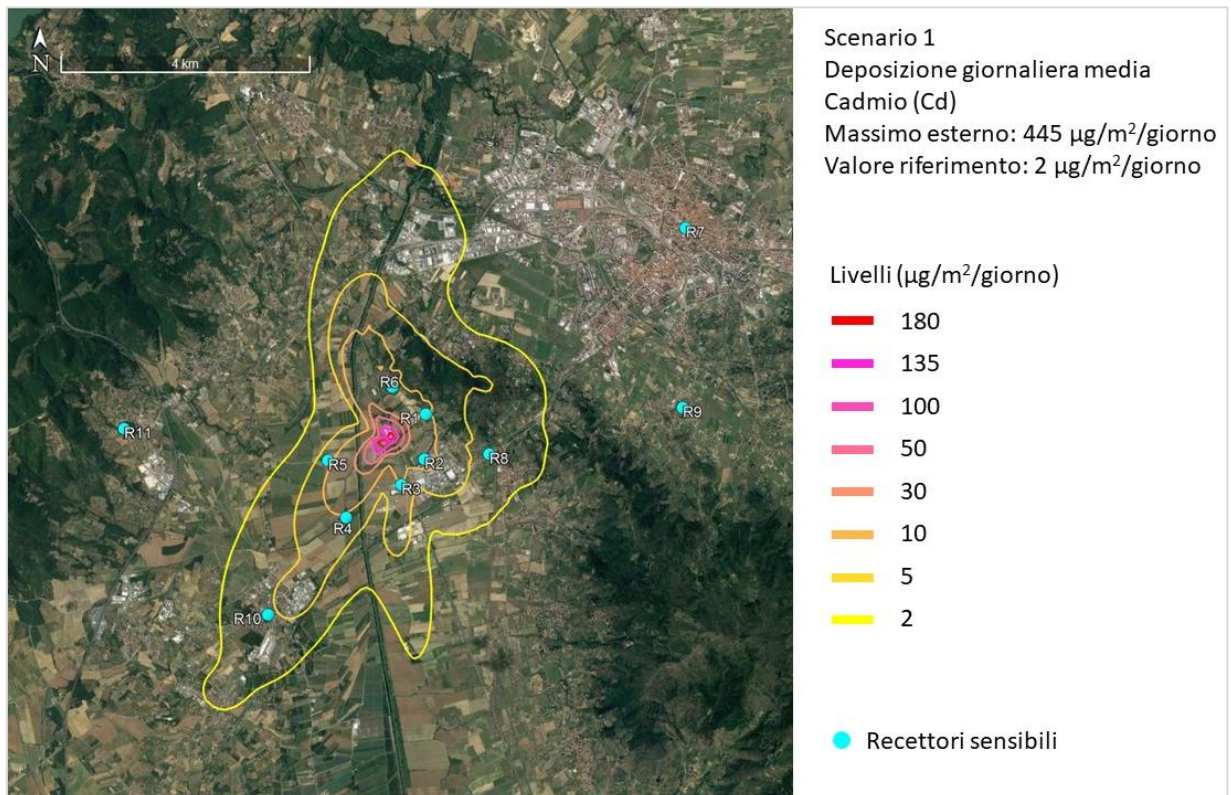 N
4 km
R7
R6
R1
R9
R11
R5
R2
R8
R3
R4
R10
Scenario 1
Deposizione giornaliera media
Cadmio (Cd)
Massimo esterno: 445 µg/m²/giorno
Valore riferimento: 2 µg/m²/giorno
Livelli (µg/m²/giorno)
180
135
100
50
30
10
5
2
Recettori sensibili